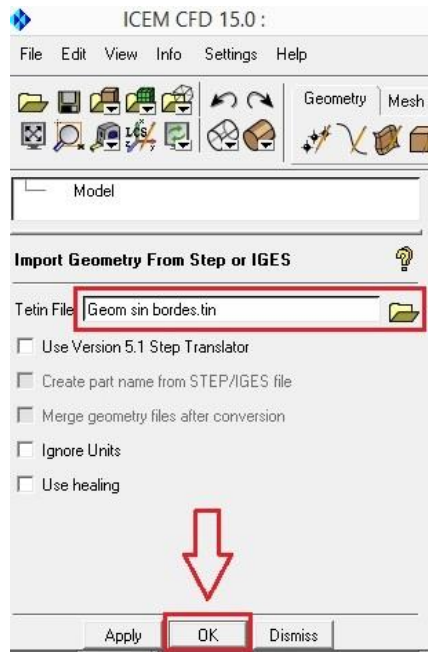 ICEM CFD 15.0 :
File Edit View Info Settings Help
Geometry Mesh
LCS
Model
Import Geometry From Step or IGES
Tetin File Geom sin bordes.tin
Use Version 5.1 Step Translator
Create part name from STEP/IGES file
Merge geometry files after conversion
Ignore Units
Use healing
Apply OK Dismiss